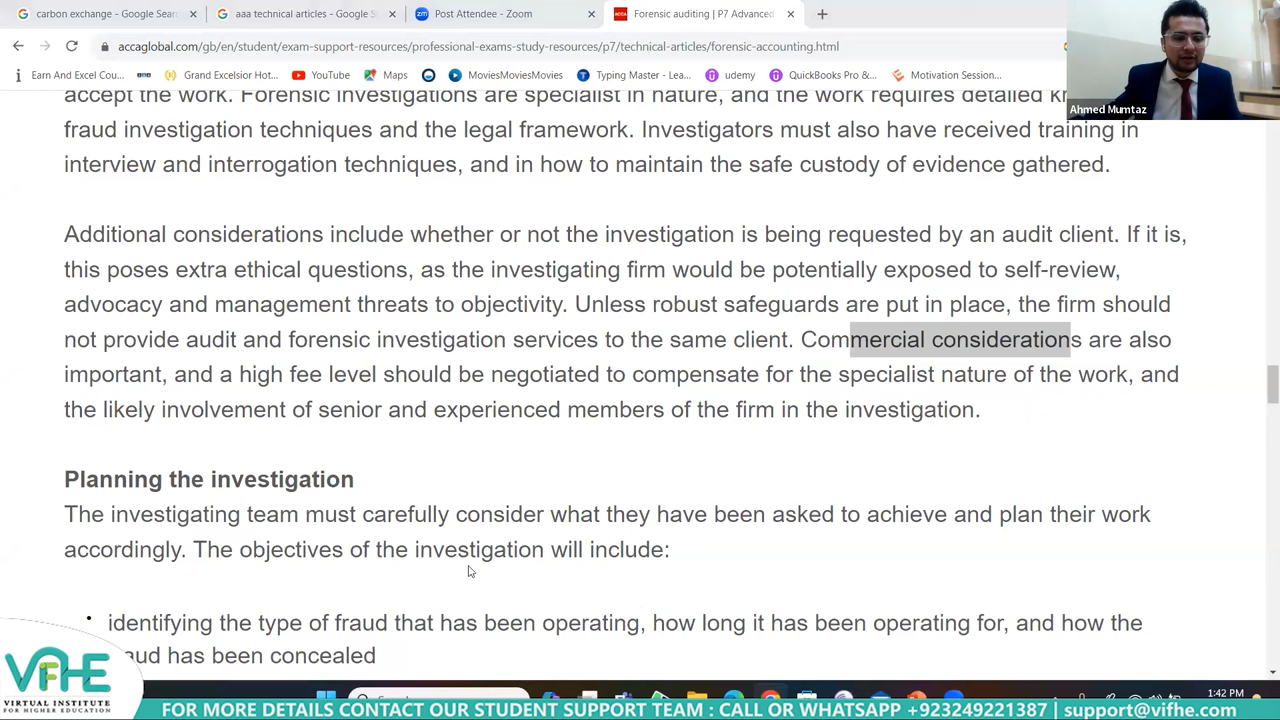 carbon exchange - Google Sear
aaa technical articles - Google S
Post Attendee - Zoom
Forensic auditing | P7 Advanced
accaglobal.com/gb/en/student/exam-support-resources/professional-exams-study-resources/p7/technical-articles/forensic-accounting.html
Earn And Excel Cou...
Grand Excelsior Hot...
YouTube
Maps
MoviesMoviesMovies
Typing Master - Lea...
udemy
QuickBooks Pro &...
Motivation Session...
Ahmed Mumtaz
accept the work. Forensic investigations are specialist in nature, and the work requires detailed
fraud investigation techniques and the legal framework. Investigators must also have received training in
interview and interrogation techniques, and in how to maintain the safe custody of evidence gathered.
Additional considerations include whether or not the investigation is being requested by an audit client. If it is,
this poses extra ethical questions, as the investigating firm would be potentially exposed to self-review,
advocacy and management threats to objectivity. Unless robust safeguards are put in place, the firm should
not provide audit and forensic investigation services to the same client. Commercial considerations are also
important, and a high fee level should be negotiated to compensate for the specialist nature of the work, and
the likely involvement of senior and experienced members of the firm in the investigation.
Planning the investigation
The investigating team must carefully consider what they have been asked to achieve and plan their work
accordingly. The objectives of the investigation will include:
• identifying the type of fraud that has been operating, how long it has been operating for, and how the
aud has been concealed
VIFHE
VIRTUAL INSTITUTE
FOR HIGHER EDUCATION
1:42 PM
FOR MORE DETAILS CONTACT OUR STUDENT SUPPORT TEAM : CALL OR WHATSAPP +923249221387 | support@vifhe.com